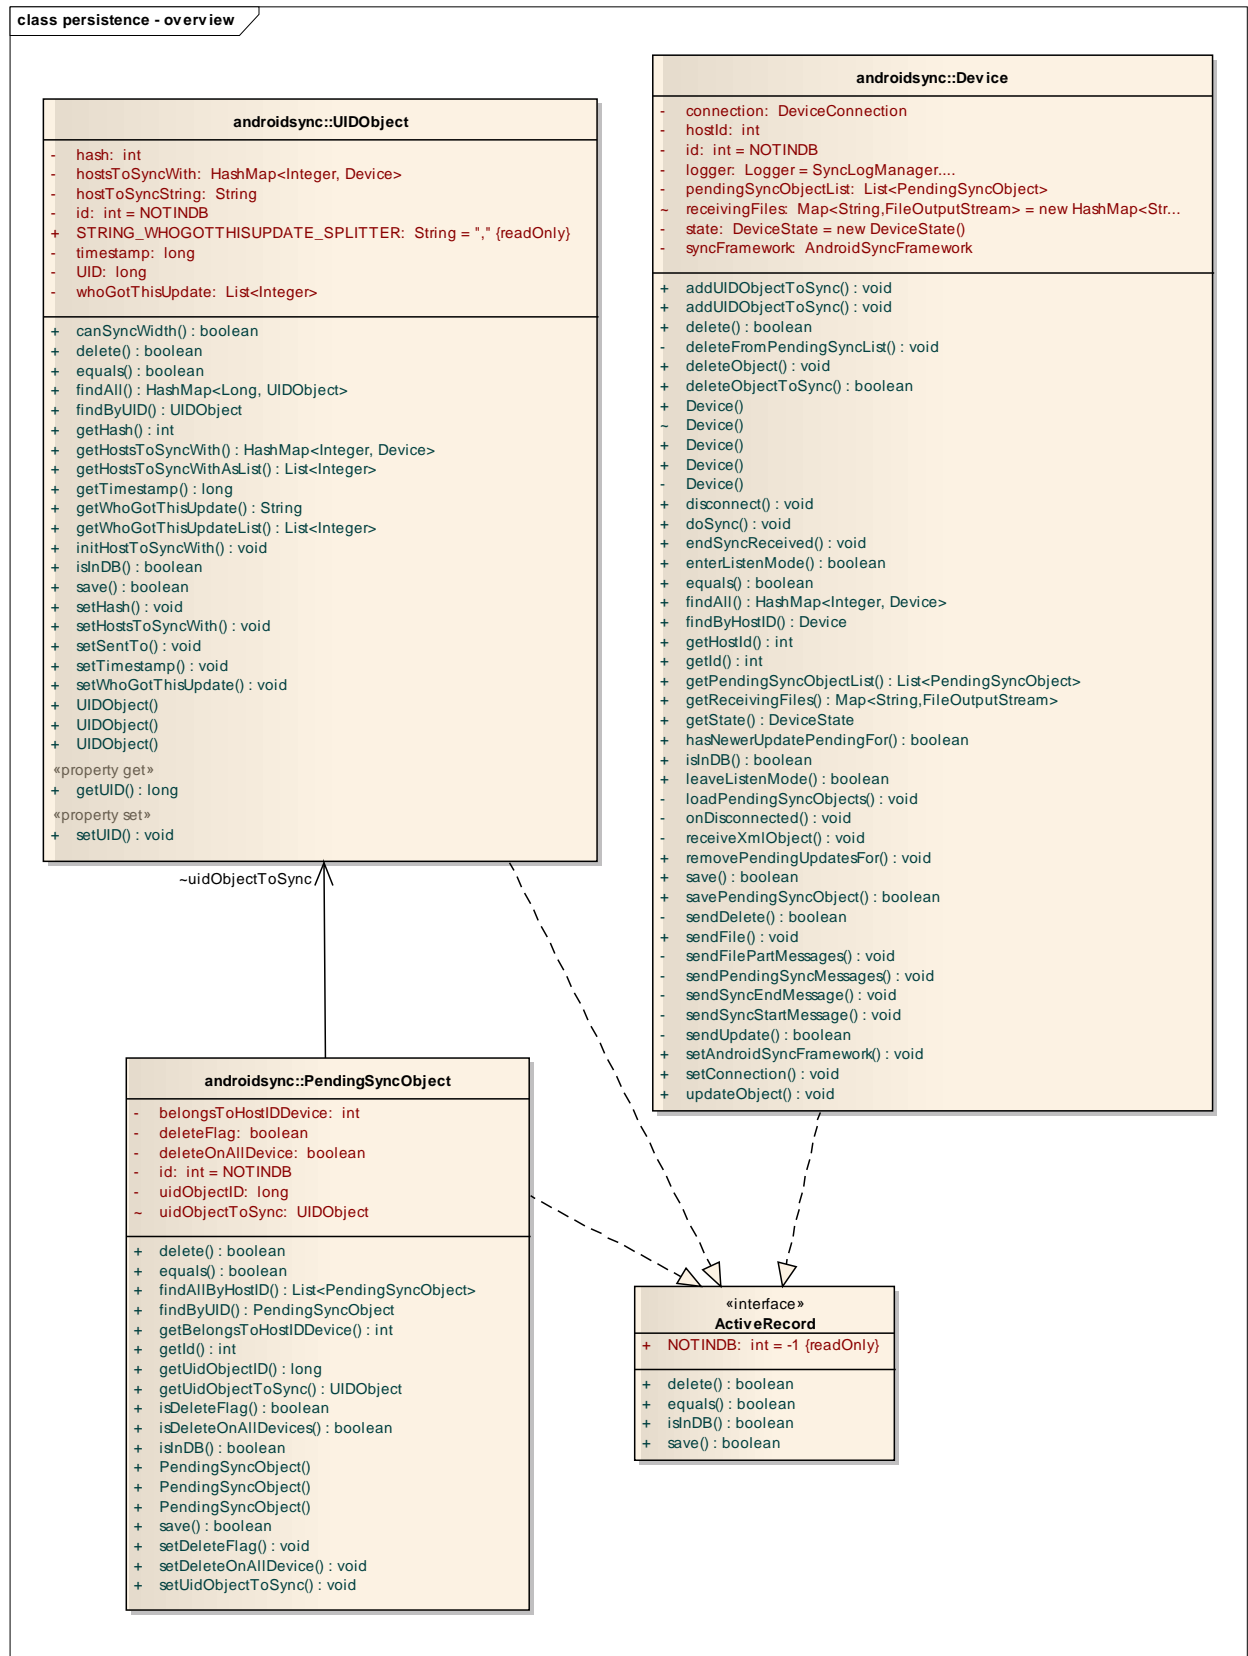 class persistence - overview
androidsync::UIDObject
- hash: int
- hostsToSyncWith: HashMap<Integer, Device>
- hostToSyncString: String
- id: int = NOTINDB
+ STRING_WHOGOTTHISUPDATE_SPLITTER: String = "," {readOnly}
- timestamp: long
- UID: long
- whoGotThisUpdate: List<Integer>
+ canSyncWidth() : boolean
+ delete() : boolean
+ equals() : boolean
+ findAll() : HashMap<Long, UIDObject>
+ findByUID() : UIDObject
+ getHash() : int
+ getHostsToSyncWith() : HashMap<Integer, Device>
+ getHostsToSyncWithAsList() : List<Integer>
+ getTimestamp() : long
+ getWhoGotThisUpdate() : String
+ getWhoGotThisUpdateList() : List<Integer>
+ initHostToSyncWith() : void
+ isInDB() : boolean
+ save() : boolean
+ setHash() : void
+ setHostsToSyncWith() : void
+ setSentTo() : void
+ setTimestamp() : void
+ setWhoGotThisUpdate() : void
+ UIDObject()
+ UIDObject()
+ UIDObject()
«property get»
+ getUID() : long
«property set»
+ setUID() : void
androidsync::Device
- connection: DeviceConnection
- hostId: int
- id: int = NOTINDB
- logger: Logger = SyncLogManager....
- pendingSyncObjectList: List<PendingSyncObject>
~ receivingFiles: Map<String,FileOutputStream> = new HashMap<Str...
- state: DeviceState = new DeviceState()
- syncFramework: AndroidSyncFramework
+ addUIDObjectToSync() : void
+ addUIDObjectToSync() : void
+ delete() : boolean
- deleteFromPendingSyncList() : void
+ deleteObject() : void
+ deleteObjectToSync() : boolean
+ Device()
~ Device()
+ Device()
+ Device()
- Device()
+ disconnect() : void
+ doSync() : void
+ endSyncReceived() : void
+ enterListenMode() : boolean
+ equals() : boolean
+ findAll() : HashMap<Integer, Device>
+ findByHostID() : Device
+ getHostId() : int
+ getId() : int
+ getPendingSyncObjectList() : List<PendingSyncObject>
+ getReceivingFiles() : Map<String,FileOutputStream>
+ getState() : DeviceState
+ hasNewerUpdatePendingFor() : boolean
+ isInDB() : boolean
+ leaveListenMode() : boolean
- loadPendingSyncObjects() : void
- onDisconnected() : void
- receiveXmlObject() : void
+ removePendingUpdatesFor() : void
+ save() : boolean
+ savePendingSyncObject() : boolean
- sendDelete() : boolean
+ sendFile() : void
- sendFilePartMessages() : void
- sendPendingSyncMessages() : void
- sendSyncEndMessage() : void
- sendSyncStartMessage() : void
- sendUpdate() : boolean
+ setAndroidSyncFramework() : void
+ setConnection() : void
+ updateObject() : void
~uidObjectToSync
androidsync::PendingSyncObject
- belongsToHostIDDevice: int
- deleteFlag: boolean
- deleteOnAllDevice: boolean
- id: int = NOTINDB
- uidObjectID: long
~ uidObjectToSync: UIDObject
+ delete() : boolean
+ equals() : boolean
+ findAllByHostID() : List<PendingSyncObject>
+ findByUID() : PendingSyncObject
+ getBelongsToHostIDDevice() : int
+ getId() : int
+ getUidObjectID() : long
+ getUidObjectToSync() : UIDObject
+ isDeleteFlag() : boolean
+ isDeleteOnAllDevices() : boolean
+ isInDB() : boolean
+ PendingSyncObject()
+ PendingSyncObject()
+ PendingSyncObject()
+ save() : boolean
+ setDeleteFlag() : void
+ setDeleteOnAllDevice() : void
+ setUidObjectToSync() : void
«interface»
ActiveRecord
+ NOTINDB: int = -1 {readOnly}
+ delete() : boolean
+ equals() : boolean
+ isInDB() : boolean
+ save() : boolean